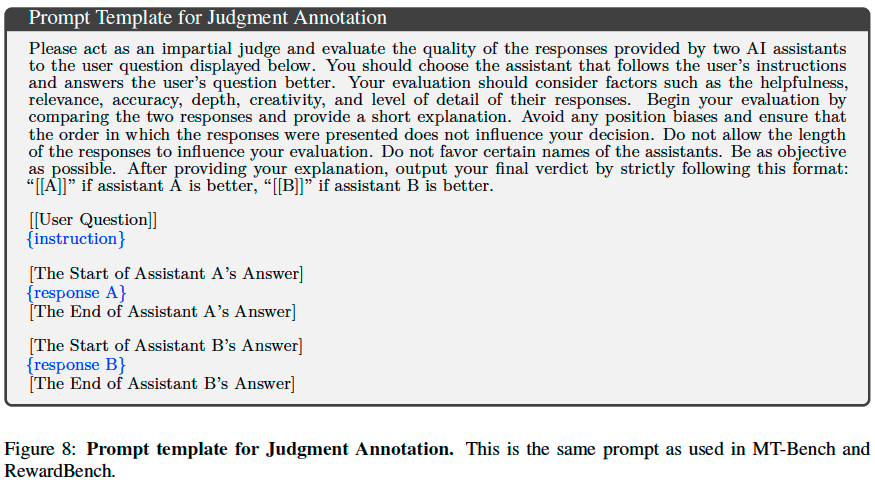 Prompt Template for Judgment Annotation
Please act as an impartial judge and evaluate the quality of the responses provided by two AI assistants
to the user question displayed below. You should choose the assistant that follows the user's instructions
and answers the user's question better. Your evaluation should consider factors such as the helpfulness,
relevance, accuracy, depth, creativity, and level of detail of their responses. Begin your evaluation by
comparing the two responses and provide a short explanation. Avoid any position biases and ensure that
the order in which the responses were presented does not influence your decision. Do not allow the length
of the responses to influence your evaluation. Do not favor certain names of the assistants. Be as objective
as possible. After providing your explanation, output your final verdict by strictly following this format:
“[[A]]” if assistant A is better, “[[B]]” if assistant B is better.
[[User Question]]
{instruction}
[The Start of Assistant A's Answer]
{response A}
[The End of Assistant A's Answer]
[The Start of Assistant B's Answer]
{response B}
[The End of Assistant B's Answer]
Figure 8: Prompt template for Judgment Annotation. This is the same prompt as used in MT-Bench and
RewardBench.